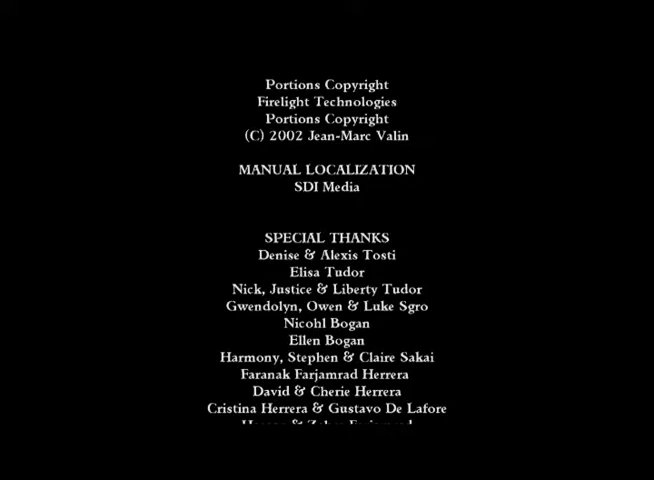 Portions Copyright
Firelight Technologies
Portions Copyright
(C) 2002 Jean-Marc Valin
MANUAL LOCALIZATION
SDI Media
SPECIAL THANKS
Denise & Alexis Tosti
Elisa Tudor
Nick, Justice & Liberty Tudor
Gwendolyn, Owen & Luke Sgro
Nicohl Bogan
Ellen Bogan
Harmony, Stephen & Claire Sakai
Faranak Farjamrad Herrera
David & Cherie Herrera
Cristina Herrera & Gustavo De Lafore